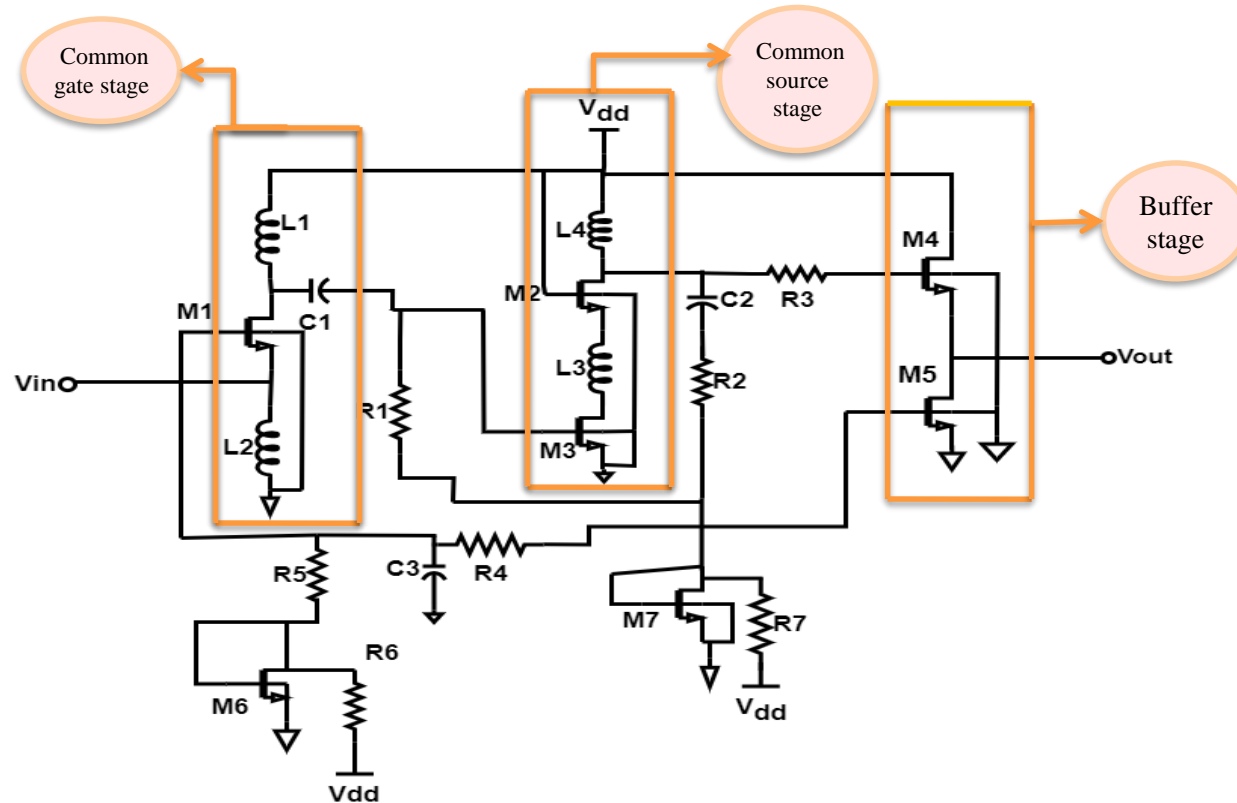 Common
gate stage
Common
source
stage
Buffer
stage
Vdd
L1
L4
M4
M1
C1
M2
C2
R3
Vin
L3
R2
Vout
M5
R1
L2
M3
R5
C3
R4
M7
R7
R6
M6
Vdd
Vdd